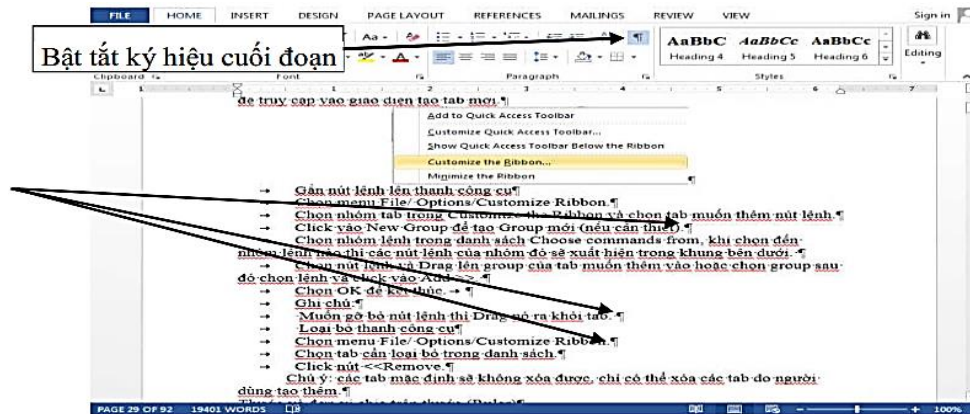 FILE HOME INSERT DESIGN PAGE LAYOUT REFERENCES MAILINGS REVIEW VIEW Sign in
Bật tắt ký hiệu cuối đoạn
Aa ¶ AaBbC AaBbCc AaBbCc
A Heading 4 Heading 5 Heading 6 Editing
Clipboard Font Paragraph Styles
1 1 2 3 4 5 6 7
để truy cập vào giao diện tạo tab mới.¶
Add to Quick Access Toolbar
Customize Quick Access Toolbar...
Show Quick Access Toolbar Below the Ribbon
Customize the Ribbon...
Minimize the Ribbon ¶
→ Gắn nút lệnh lên thanh công cụ¶
→ Chọn menu File/ Options/Customize Ribbon.¶
→ Chọn nhóm tab trong Customize the Ribbon và chọn tab muốn thêm nút lệnh.¶
→ Click vào New Group để tạo Group mới (nếu cần thiết).¶
Chọn nhóm lệnh trong danh sách Choose commands from, khi chọn đến
nhóm lệnh nào thì các nút lệnh của nhóm đó sẽ xuất hiện trong khung bên dưới. ¶
→ Chọn nút lệnh và Drag lên group của tab muốn thêm vào hoặc chọn group sau
đó chọn lệnh và click vào Add >> .¶
→ Chọn OK để kết thúc. → ¶
→ Ghi chú:¶
→ Muốn gỡ bỏ nút lệnh thì Drag nó ra khỏi tab. ¶
→ Loại bỏ thanh công cụ¶
→ Chọn menu File/ Options/Customize Ribbon.¶
→ Chọn tab cần loại bỏ trong danh sách.¶
→ Click nút <<Remove.¶
Chú ý: các tab mặc định sẽ không xóa được, chỉ có thể xóa các tab do người
dùng tạo thêm.¶
PAGE 29 OF 92 19401 WORDS 100%